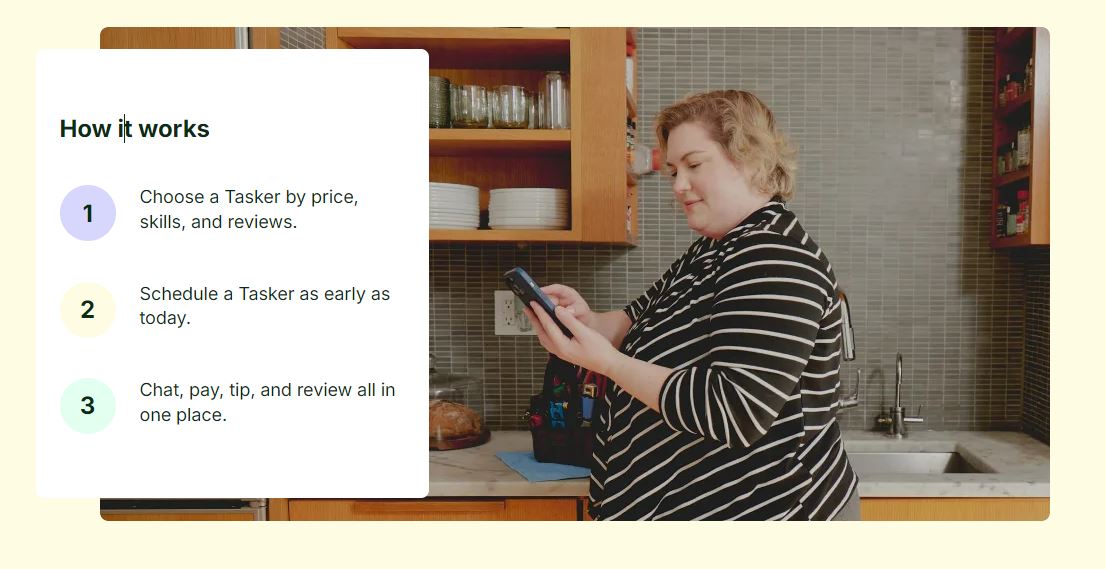 How it works
1
Choose a Tasker by price,
skills, and reviews.
2
Schedule a Tasker as early as
today.
3
Chat, pay, tip, and review all in
one place.